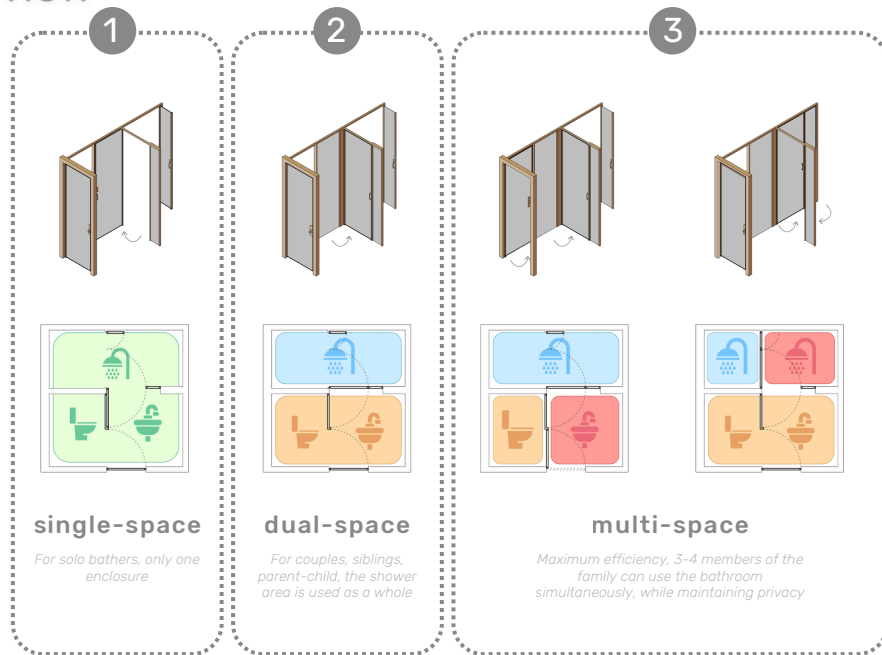 1
2
3
single-space
For solo bathers, only one
enclosure
dual-space
For couples, siblings,
parent-child, the shower
area is used as a whole
multi-space
Maximum efficiency, 3-4 members of the
family can use the bathroom
simultaneously, while maintaining privacy